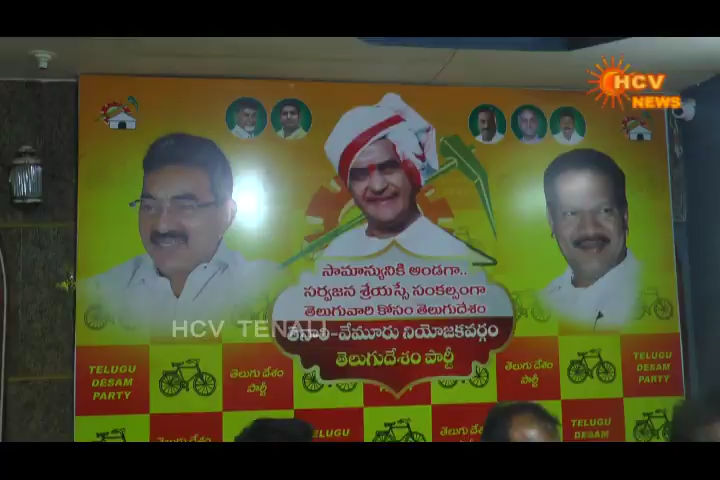 HCV
NEWS
సామాన్యునికి అండగా..
సర్వజన శ్రేయస్సే సంకల్పంగా
తెలుగువారి కోసం తెలుగుదేశం
HCV TENALI
తెనాలి-వేమూరు నియోజకవర్గం
తెలుగుదేశం పార్టీ
TELUGU
DESAM
PARTY
తెలుగు దేశం
పార్టీ
తెలుగు దేశం
పార్టీ
TELUGU
DESAM
PARTY
TELUGU
TELUGU
DESAM